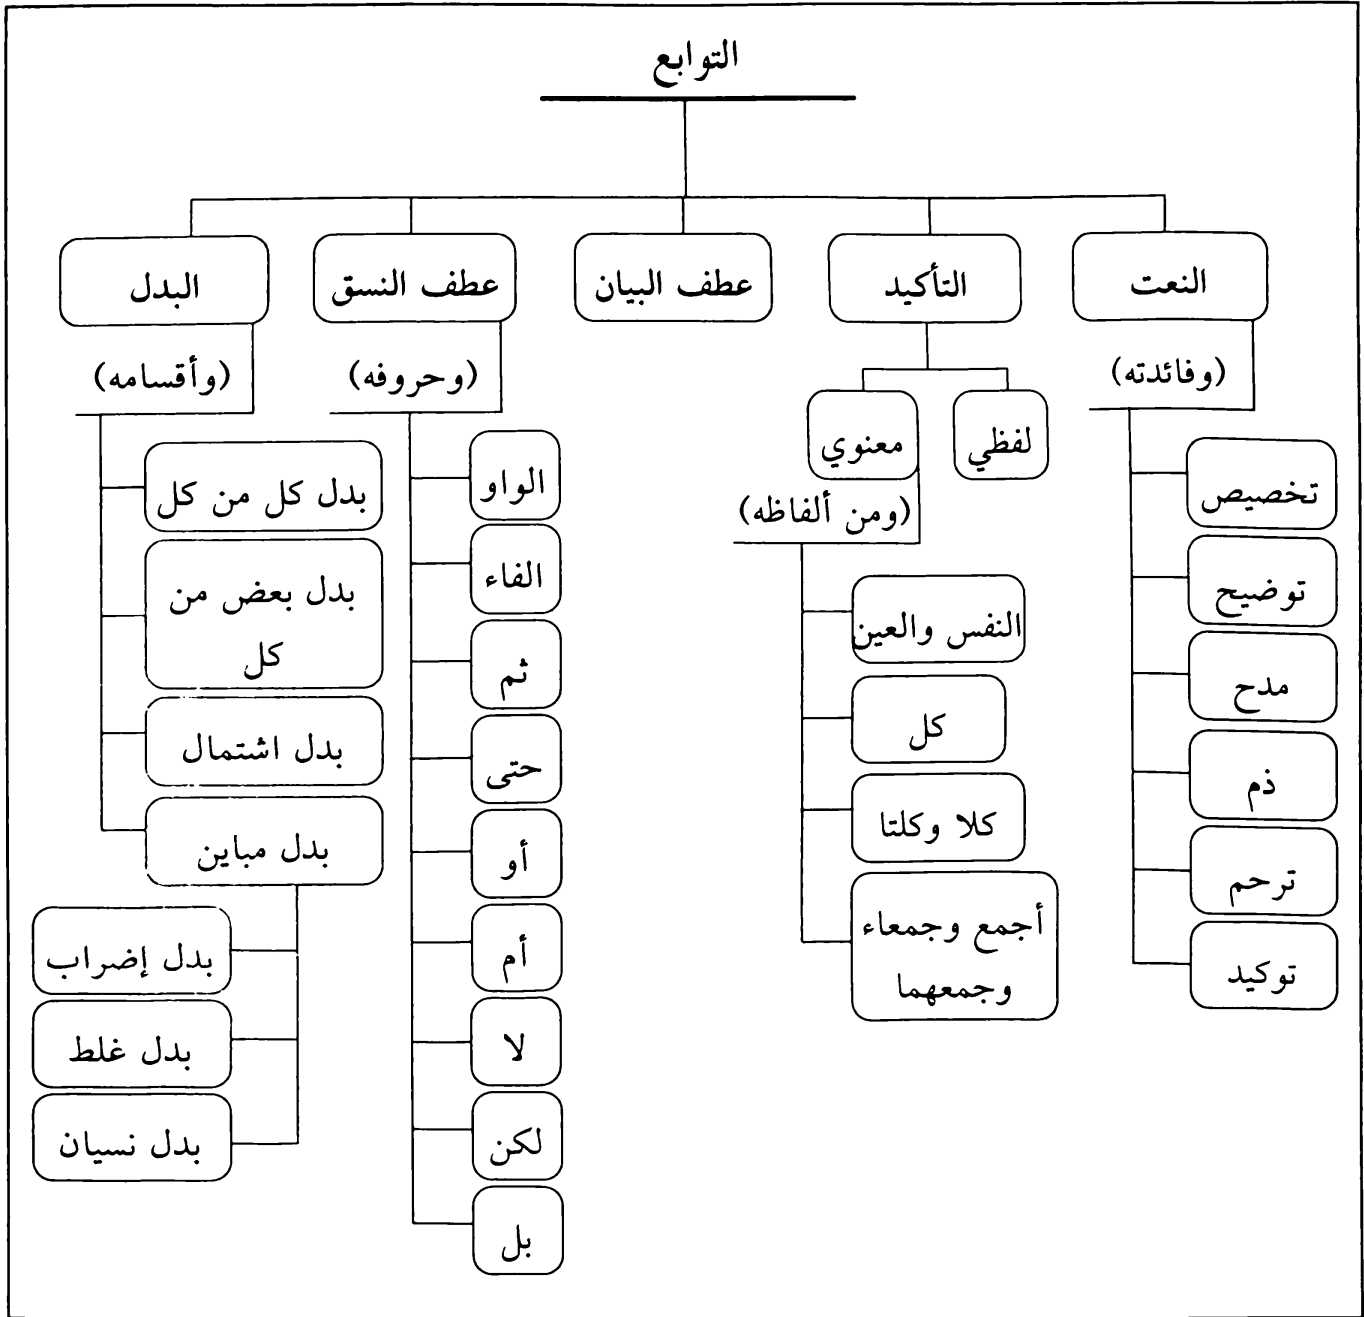 التوابع
النعت
(وفائدته)
تخصيص
توضيح
مدح
ذم
ترحم
توكيد
التأكيد
لفظي
معنوي
(ومن ألفاظه)
النفس والعين
كل
كلا وكلتا
أجمع وجمعاء
وجمعهما
عطف البيان
عطف النسق
(وحروفه)
الواو
الفاء
ثم
حتى
أو
أم
لا
لكن
بل
البدل
(وأقسامه)
بدل كل من كل
بدل بعض من
كل
بدل اشتمال
بدل مباين
بدل إضراب
بدل غلط
بدل نسيان